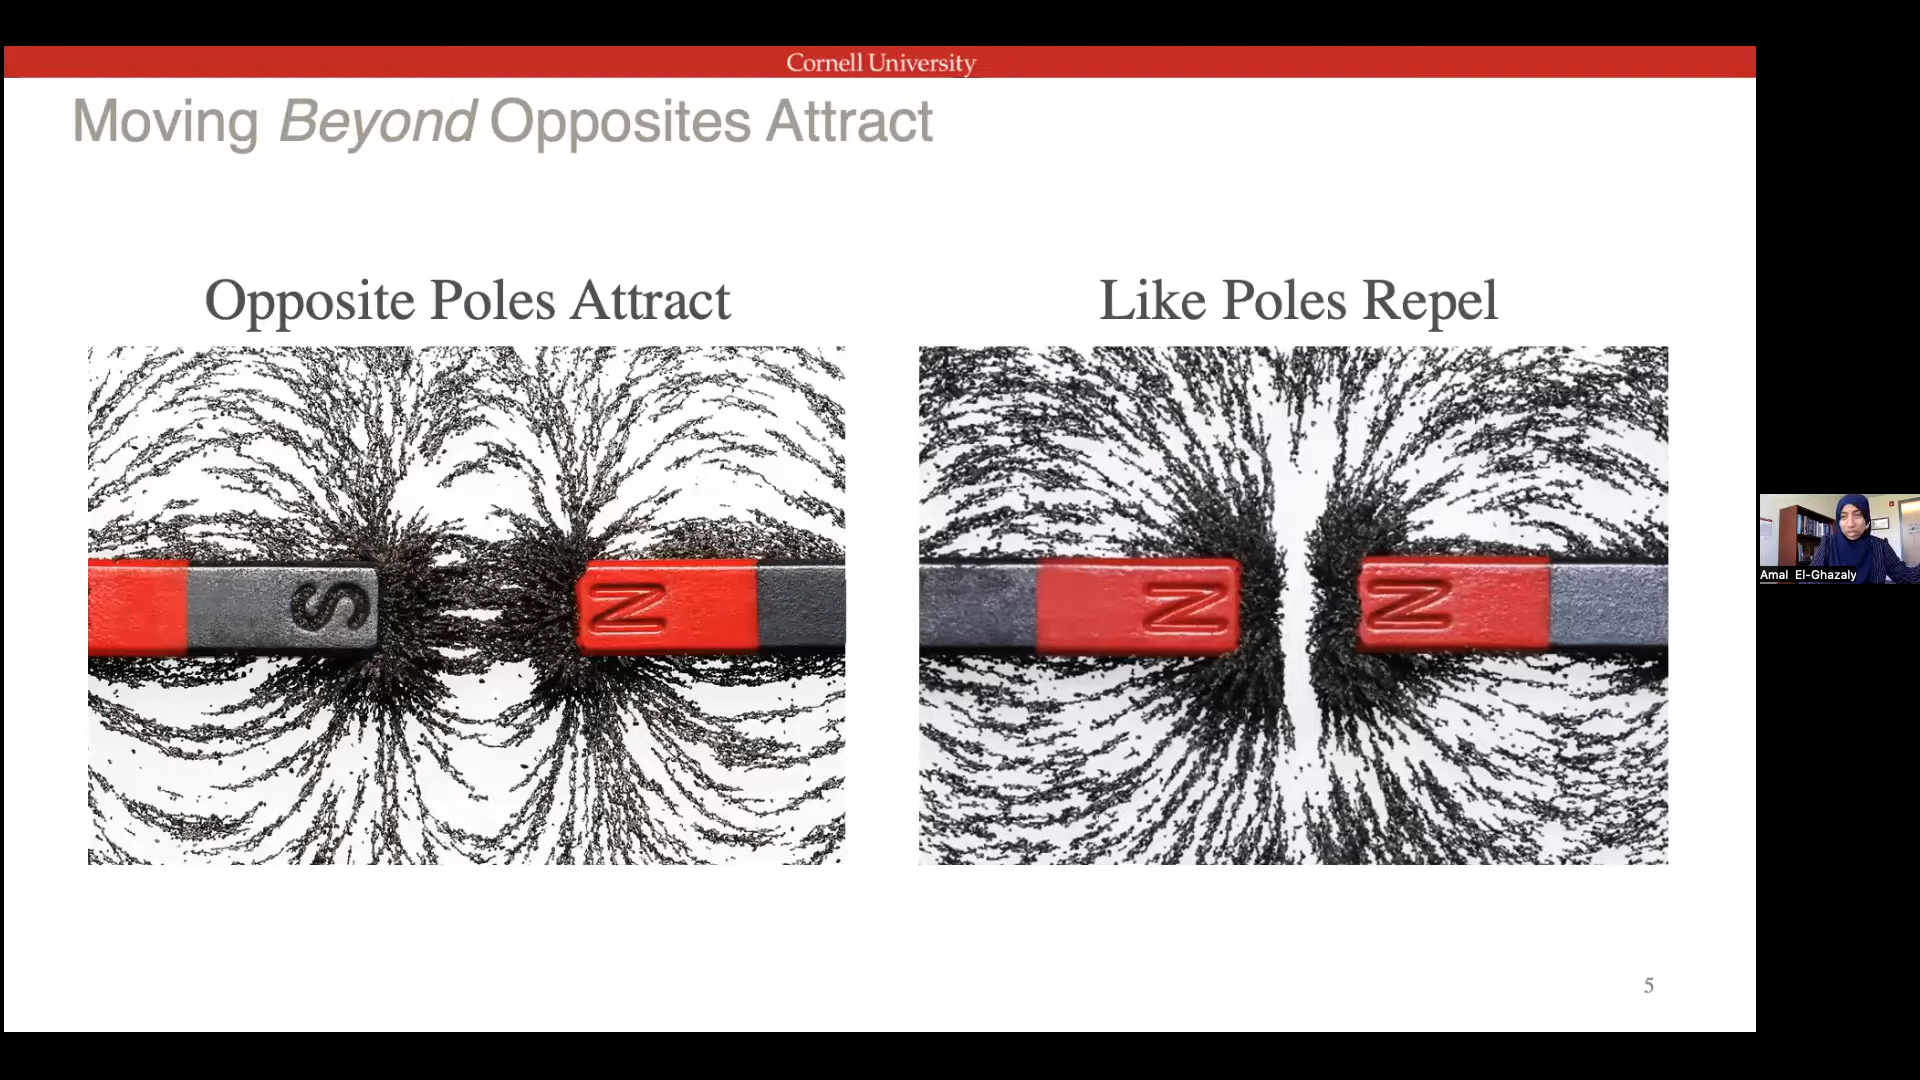 Cornell University
Moving Beyond Opposites Attract
Opposite Poles Attract
Like Poles Repel
S
N
N
N
Amal El-Ghazaly
5